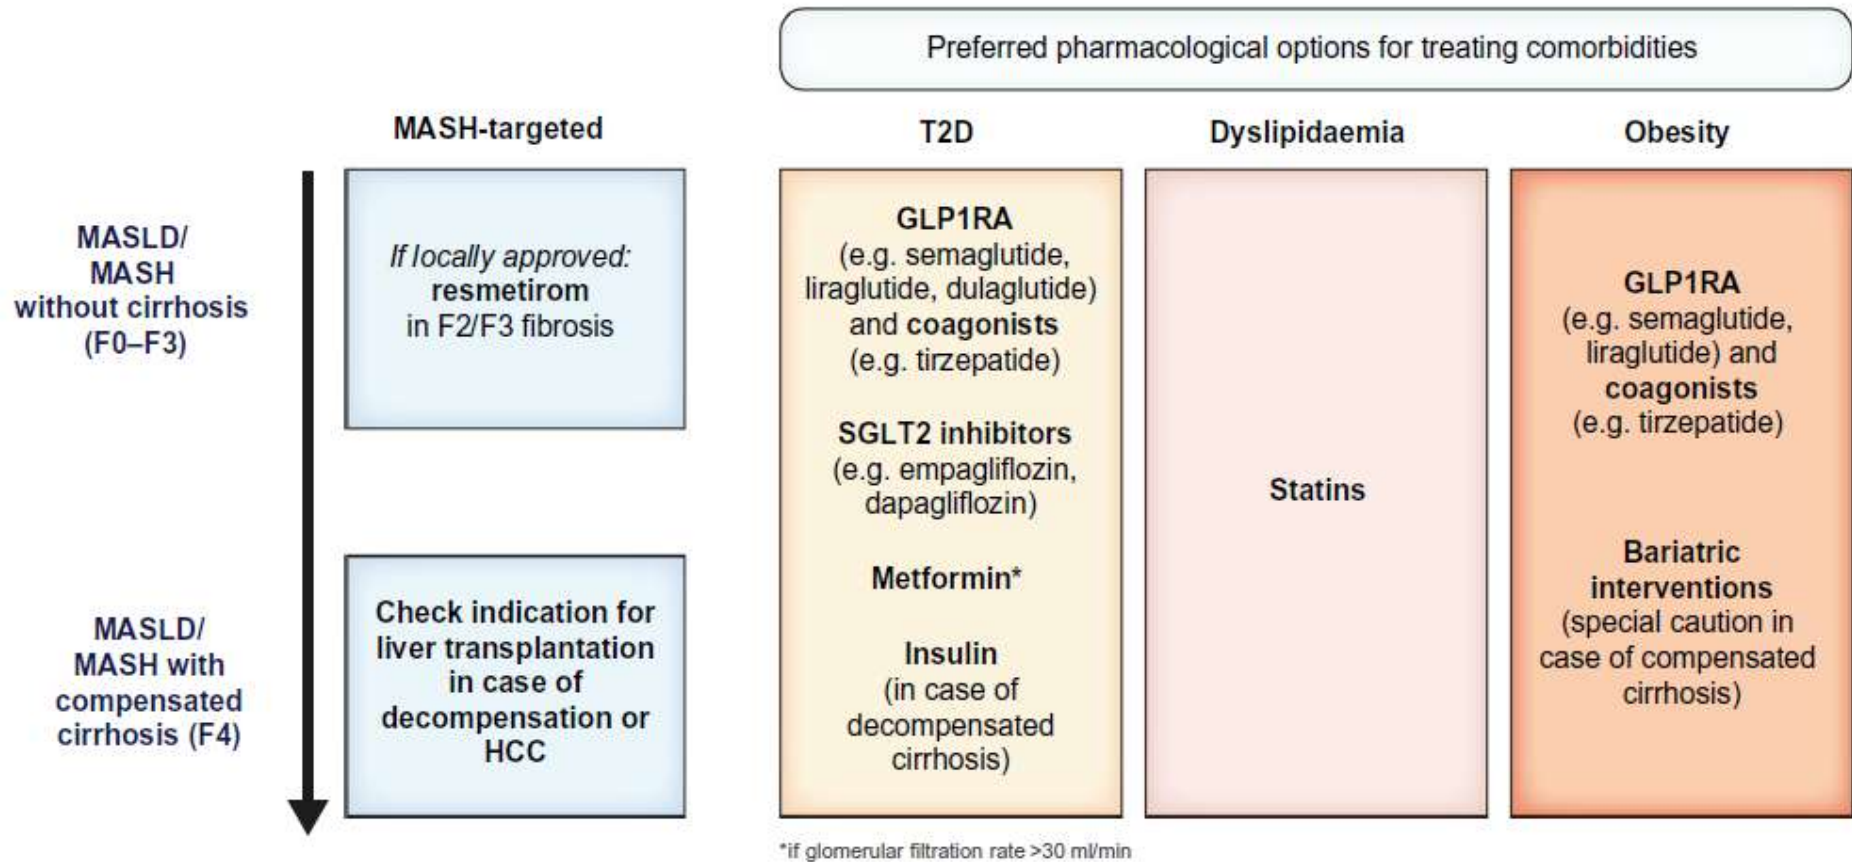 Preferred pharmacological options for treating comorbidities
MASH-targeted
T2D
Dyslipidaemia
Obesity
MASLD/
MASH
without cirrhosis
(F0–F3)
If locally approved:
resmetirom
in F2/F3 fibrosis
GLP1RA
(e.g. semaglutide,
liraglutide, dulaglutide)
and coagonists
(e.g. tirzepatide)
SGLT2 inhibitors
(e.g. empagliflozin,
dapagliflozin)
Metformin*
Insulin
(in case of
decompensated
cirrhosis)
Statins
GLP1RA
(e.g. semaglutide,
liraglutide) and
coagonists
(e.g. tirzepatide)
Bariatric
interventions
(special caution in
case of compensated
cirrhosis)
MASLD/
MASH with
compensated
cirrhosis (F4)
Check indication for
liver transplantation
in case of
decompensation or
HCC
*if glomerular filtration rate >30 ml/min